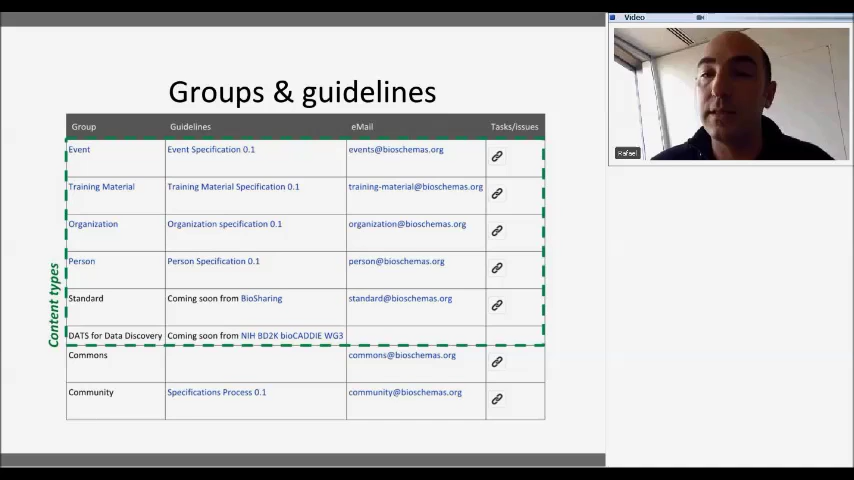 Video
Groups & guidelines
Group Guidelines eMail Tasks/issues
Event Event Specification 0.1 events@bioschemas.org
Training Material Training Material Specification 0.1 training-material@bioschemas.org
Organization Organization specification 0.1 organization@bioschemas.org
Person Person Specification 0.1 person@bioschemas.org
Standard Coming soon from BioSharing standard@bioschemas.org
DATS for Data Discovery Coming soon from NIH BD2K bioCADDIE WG3
Commons commons@bioschemas.org
Community Specifications Process 0.1 community@bioschemas.org
Content types
Rafael